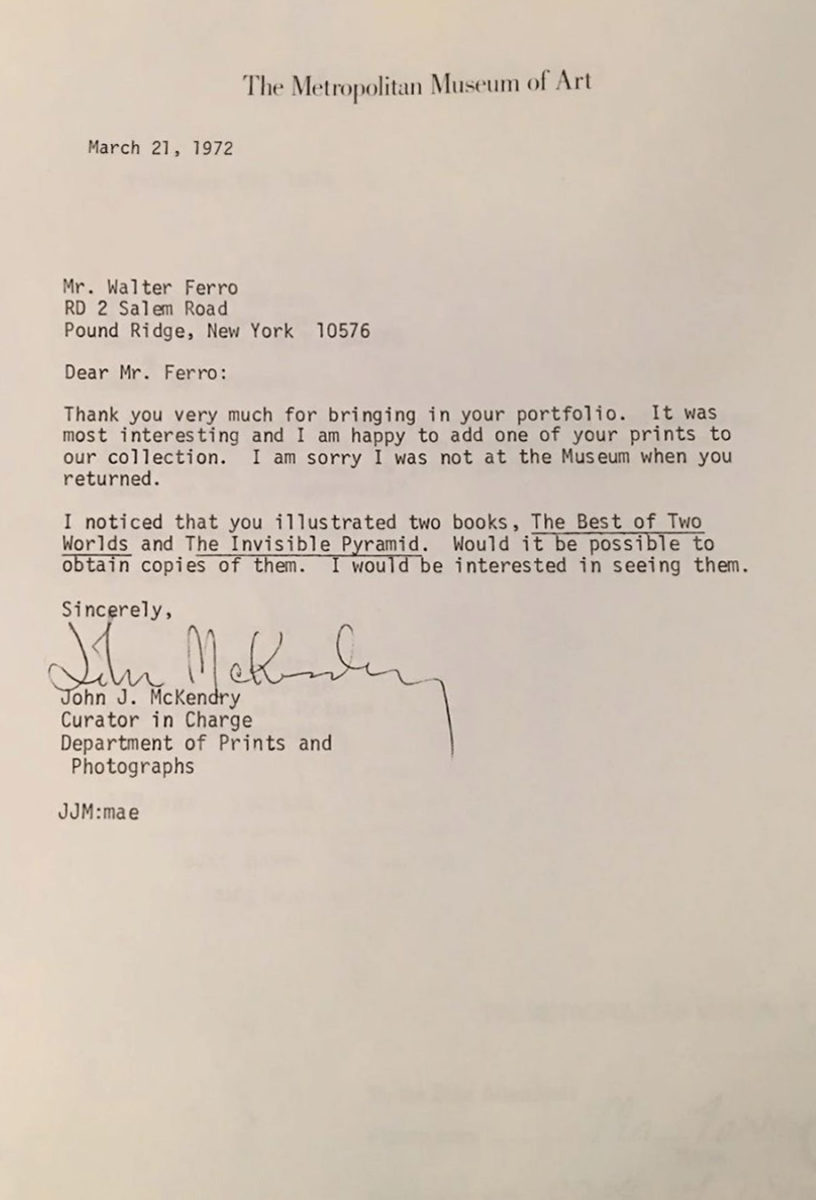 The Metropolitan Museum of Art
March 21, 1972
Mr. Walter Ferro
RD 2 Salem Road
Pound Ridge, New York 10576
Dear Mr. Ferro:
Thank you very much for bringing in your portfolio. It was
most interesting and I am happy to add one of your prints to
our collection. I am sorry I was not at the Museum when you
returned.
I noticed that you illustrated two books, The Best of Two
Worlds and The Invisible Pyramid. Would it be possible to
obtain copies of them. I would be interested in seeing them.
Sincerely,
John McKendry
John J. McKendry
Curator in Charge
Department of Prints and
Photographs
JJM:mae